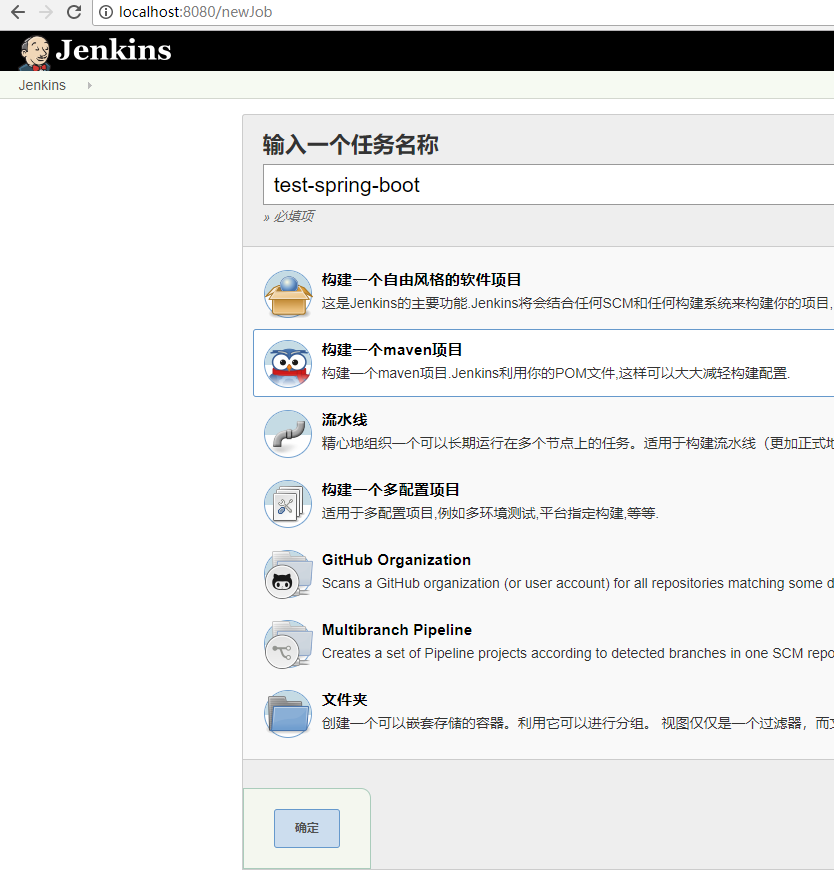 localhost:8080/newJob
Jenkins
Jenkins
输入一个任务名称
test-spring-boot
» 必填项
构建一个自由风格的软件项目
这是Jenkins的主要功能.Jenkins将会结合任何SCM和任何构建系统来构建你的项目,
构建一个maven项目
构建一个maven项目.Jenkins利用你的POM文件,这样可以大大减轻构建配置.
流水线
精心地组织一个可以长期运行在多个节点上的任务。适用于构建流水线（更加正式地
构建一个多配置项目
适用于多配置项目,例如多环境测试,平台指定构建,等等.
GitHub Organization
Scans a GitHub organization (or user account) for all repositories matching some d
Multibranch Pipeline
Creates a set of Pipeline projects according to detected branches in one SCM repo
文件夹
创建一个可以嵌套存储的容器。利用它可以进行分组。 视图仅仅是一个过滤器，而文
确定